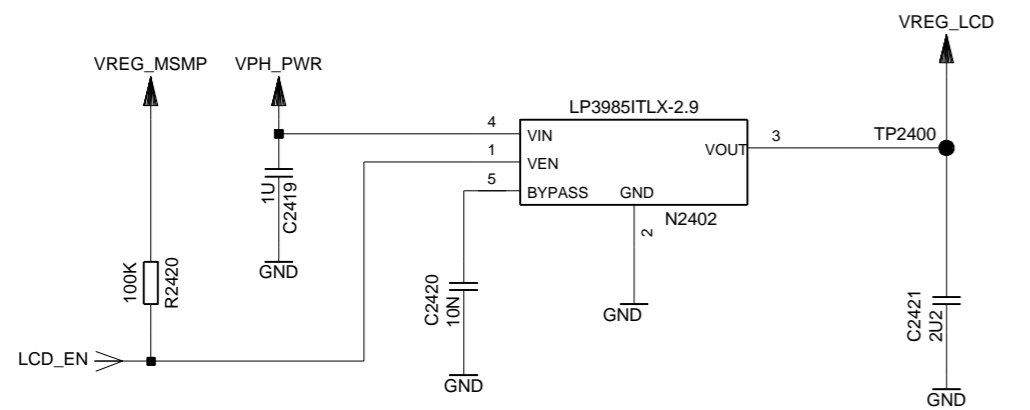 VREG_LCD
VREG_MSMP
VPH_PWR
LP3985ITLX-2.9
4
VIN
3
TP2400
1
VEN
VOUT
5
BYPASS
GND
N2402
2
1U
C2419
GND
100K
R2420
C2420
10N
GND
C2421
2U2
LCD_EN
GND
GND